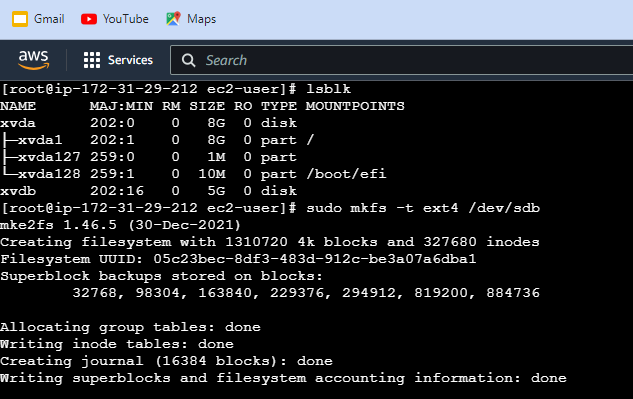 Gmail YouTube Maps
aws Services Search
[root@ip-172-31-29-212 ec2-user]# lsblk
NAME MAJ:MIN RM SIZE RO TYPE MOUNTPOINTS
xvda 202:0 0 8G 0 disk
├─xvda1 202:1 0 8G 0 part /
├─xvda127 259:0 0 1M 0 part
└─xvda128 259:1 0 10M 0 part /boot/efi
xvdb 202:16 0 5G 0 disk
[root@ip-172-31-29-212 ec2-user]# sudo mkfs -t ext4 /dev/sdb
mke2fs 1.46.5 (30-Dec-2021)
Creating filesystem with 1310720 4k blocks and 327680 inodes
Filesystem UUID: 05c23bec-8df3-483d-912c-be3a07a6dba1
Superblock backups stored on blocks:
32768, 98304, 163840, 229376, 294912, 819200, 884736
Allocating group tables: done
Writing inode tables: done
Creating journal (16384 blocks): done
Writing superblocks and filesystem accounting information: done